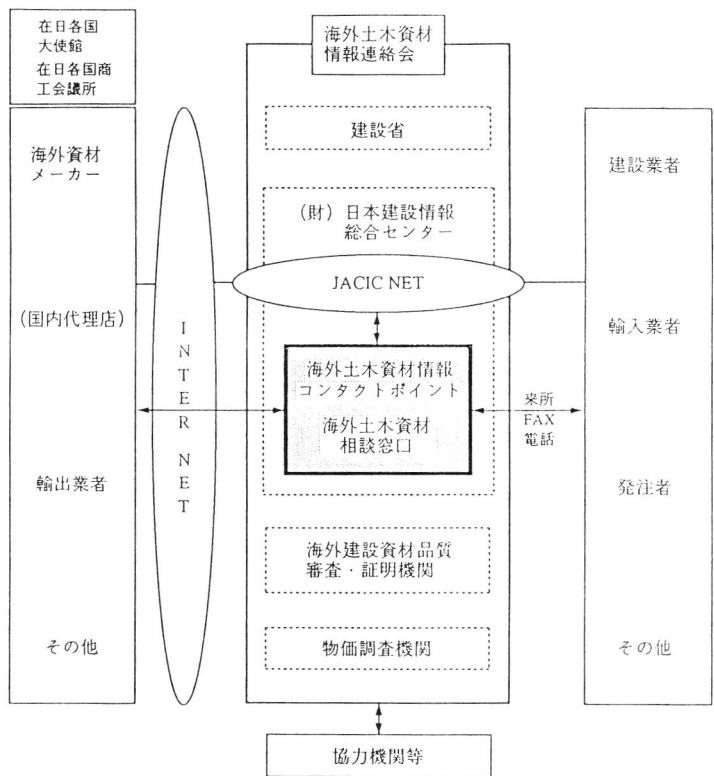 在日各国
大使館
在日各国商
工会議所
海外資材
メーカー
(国内代理店)
輸出業者
その他
INTER NET
海外土木資材
情報連絡会
建設省
(財)日本建設情報
総合センター
JACIC NET
海外土木資材情報
コンタクトポイント
海外土木資材
相談窓口
海外建設資材品質
審査・証明機関
物価調査機関
協力機関等
来所
FAX
電話
建設業者
輸入業者
発注者
その他